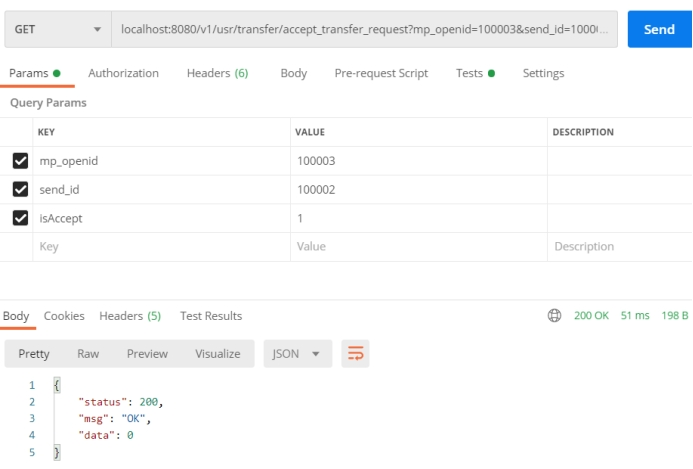 GET localhost:8080/v1/usr/transfer/accept_transfer_request?mp_openid=100003&send_id=1000(... Send
Params Authorization Headers (6) Body Pre-request Script Tests Settings
Query Params
KEY VALUE DESCRIPTION
mp_openid 100003
send_id 100002
isAccept 1
Key Value Description
Body Cookies Headers (5) Test Results 200 OK 51 ms 198 B
Pretty Raw Preview Visualize JSON
1 {
2 "status": 200,
3 "msg": "OK",
4 "data": 0
5 }